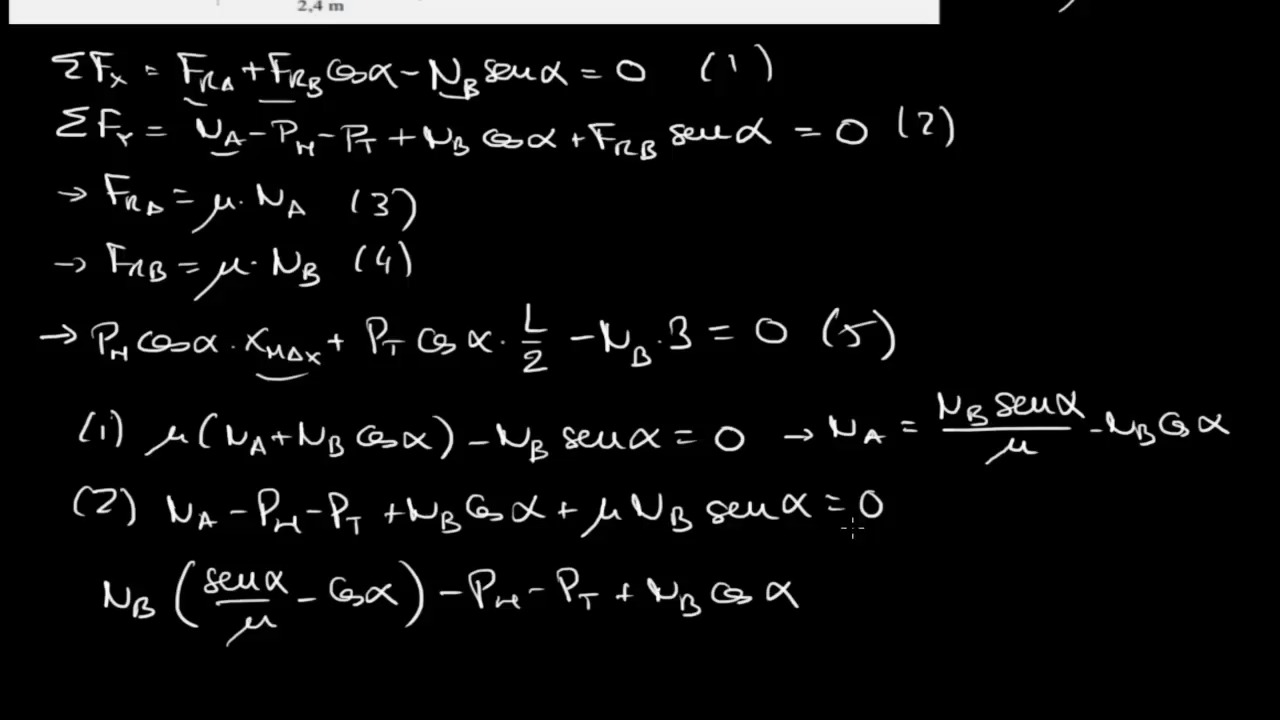 2,4 m
ΣFx = FRA + FRB cosα - NB senα = 0 (1)
ΣFY = NA - PH - PT + NB cosα + FRB senα = 0 (2)
→ FRA = μ. NA (3)
→ FRB = μ. NB (4)
→ PH cosα . XMAX + PT cosα . L/2 - NB . 3 = 0 (5)
(1) μ(NA + NB cosα) - NB senα = 0 → NA = NB senα/μ - NB cosα
(2) NA - PH - PT + NB cosα + μ NB senα = 0
NB (senα/μ - cosα) - PH - PT + NB cosα